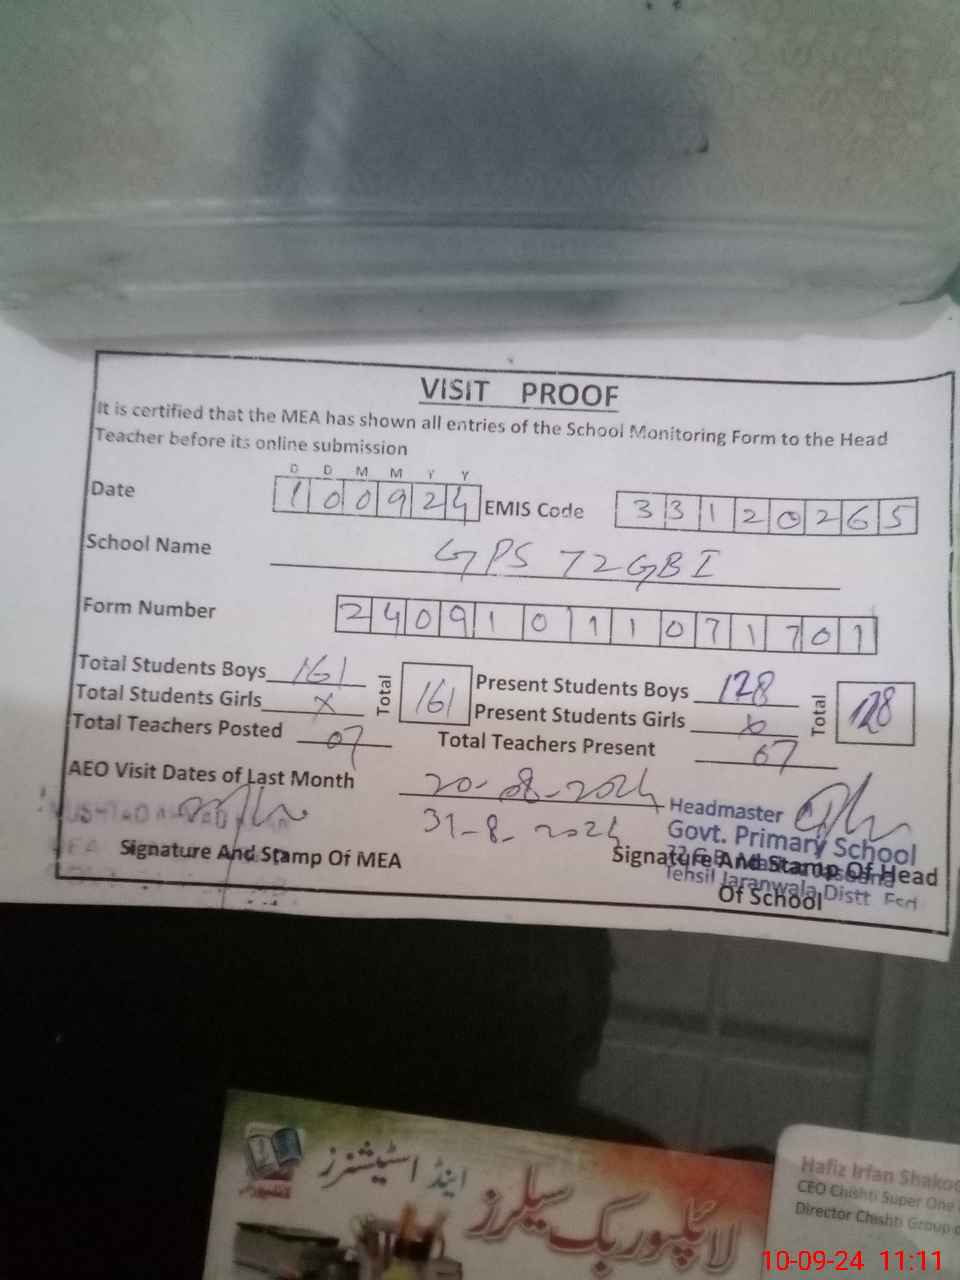 VISIT PROOF
It is certified that the MEA has shown all entries of the School Monitoring Form to the Head
Teacher before its online submission
D D M M Y Y
Date 1 0 0 9 2 4 EMIS Code 3 3 1 2 0 2 6 5
School Name GPS 72 GB I
Form Number 2 4 0 9 1 0 1 1 0 7 1 7 0 1
Total Students Boys 161 Total 161 Present Students Boys 128 Total 128
Total Students Girls x Present Students Girls x
Total Teachers Posted 07 Total Teachers Present 07
AEO Visit Dates of Last Month 20-08-2024
31-8-2024
Headmaster
Govt. Primary School
Tehsil Jaranwala Distt Fsd
Signature And Stamp Of MEA Signature And Stamp Of Head
Of School
لائلپور بک سیلرز اینڈ اسٹیشنرز
Hafiz Irfan Shakoo
CEO Chishti Super One
Director Chishti Group o
10-09-24 11:11